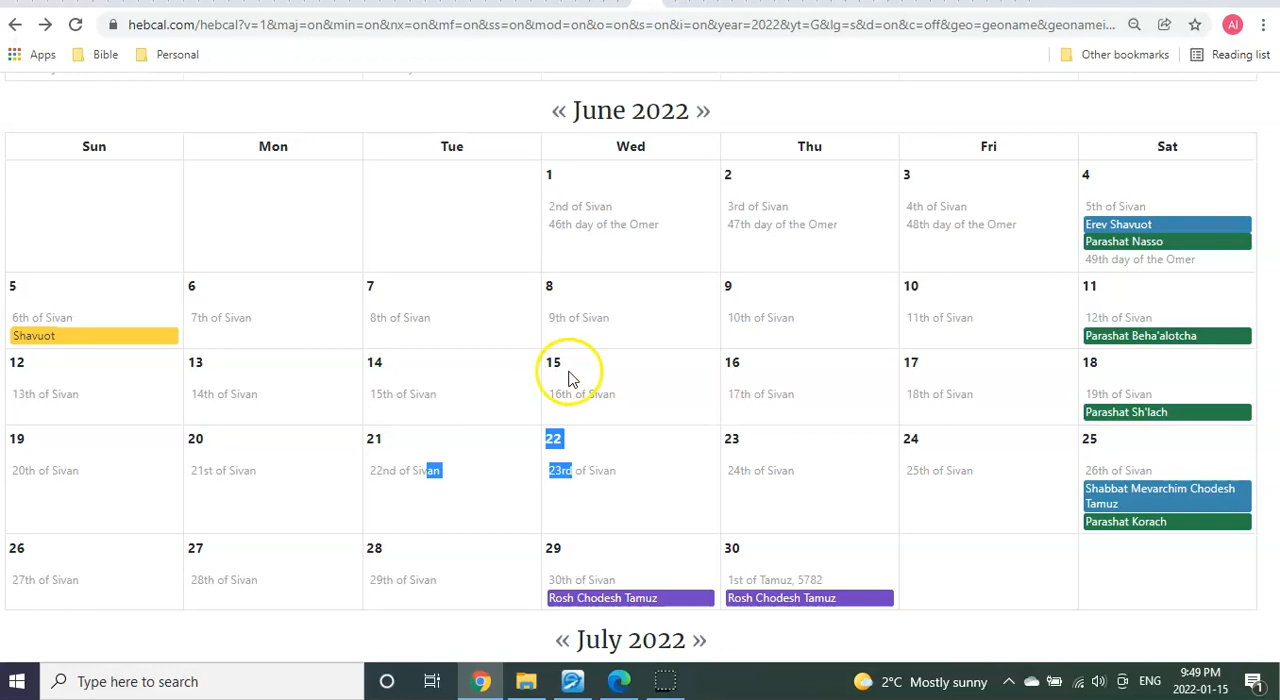 hebcal.com/hebcal?v=1&maj=on&min=on&nx=on&mf=on&ss=on&mod=on&o=on&s=on&i=on&year=2022&yt=G&lg=s&d=on&c=off&geo=geoname&geonamei...
AI
Apps
Bible
Personal
Other bookmarks
Reading list
« June 2022 »
Sun Mon Tue Wed Thu Fri Sat
1 2 3 4
2nd of Sivan 3rd of Sivan 4th of Sivan 5th of Sivan
46th day of the Omer 47th day of the Omer 48th day of the Omer Erev Shavuot
Parashat Nasso
49th day of the Omer
5 6 7 8 9 10 11
6th of Sivan 7th of Sivan 8th of Sivan 9th of Sivan 10th of Sivan 11th of Sivan 12th of Sivan
Shavuot Parashat Beha'alotcha
12 13 14 15 16 17 18
13th of Sivan 14th of Sivan 15th of Sivan 16th of Sivan 17th of Sivan 18th of Sivan 19th of Sivan
Parashat Sh'lach
19 20 21 22 23 24 25
20th of Sivan 21st of Sivan 22nd of Sivan 23rd of Sivan 24th of Sivan 25th of Sivan 26th of Sivan
Shabbat Mevarchim Chodesh
Tamuz
Parashat Korach
26 27 28 29 30
27th of Sivan 28th of Sivan 29th of Sivan 30th of Sivan 1st of Tamuz, 5782
Rosh Chodesh Tamuz Rosh Chodesh Tamuz
« July 2022 »
Type here to search
2°C Mostly sunny
ENG
9:49 PM
2022-01-15
1